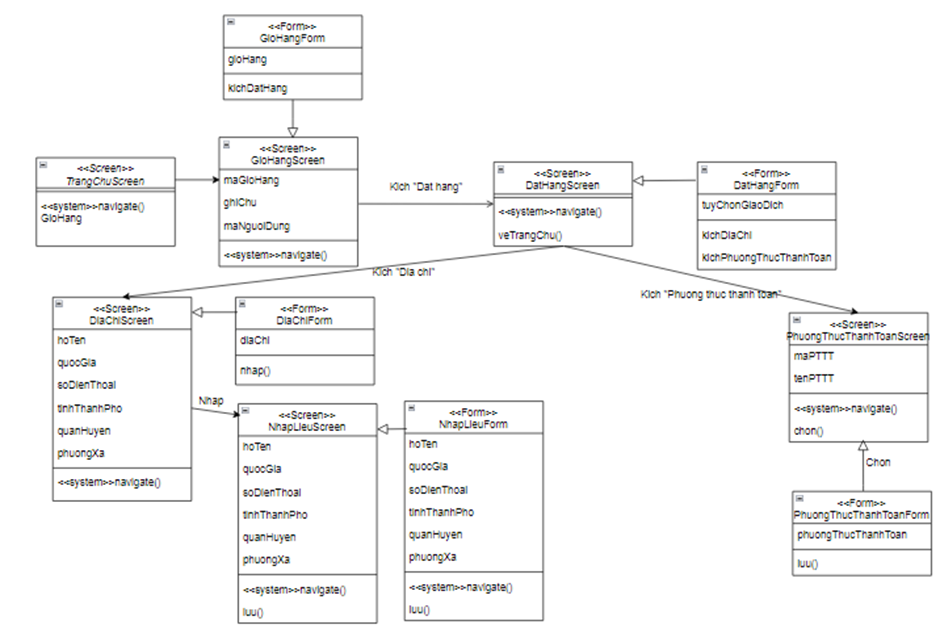 <<Form>>
GioHangForm
gioHang
kichDatHang
<<Screen>>
TrangChuScreen
<<system>>navigate()
GioHang
<<Screen>>
GioHangScreen
maGioHang
ghiChu
maNguoiDung
<<system>>navigate()
Kich "Dat hang"
<<Screen>>
DatHangScreen
<<system>>navigate()
veTrangChu()
<<Form>>
DatHangForm
tuyChonGiaoDich
kichDiaChi
kichPhuongThucThanhToan
Kich "Dia chi"
Kich "Phuong thuc thanh toan"
<<Screen>>
DiaChiScreen
hoTen
quocGia
soDienThoai
tinhThanhPho
quanHuyen
phuongXa
<<system>>navigate()
<<Form>>
DiaChiForm
diaChi
nhap()
Nhap
<<Screen>>
NhapLieuScreen
hoTen
quocGia
soDienThoai
tinhThanhPho
quanHuyen
phuongXa
<<system>>navigate()
luu()
<<Form>>
NhapLieuForm
hoTen
quocGia
soDienThoai
tinhThanhPho
quanHuyen
phuongXa
<<system>>navigate()
luu()
<<Screen>>
PhuongThucThanhToanScreen
maPTTT
tenPTTT
<<system>>navigate()
chon()
Chon
<<Form>>
PhuongThucThanhToanForm
phuongThucThanhToan
luu()